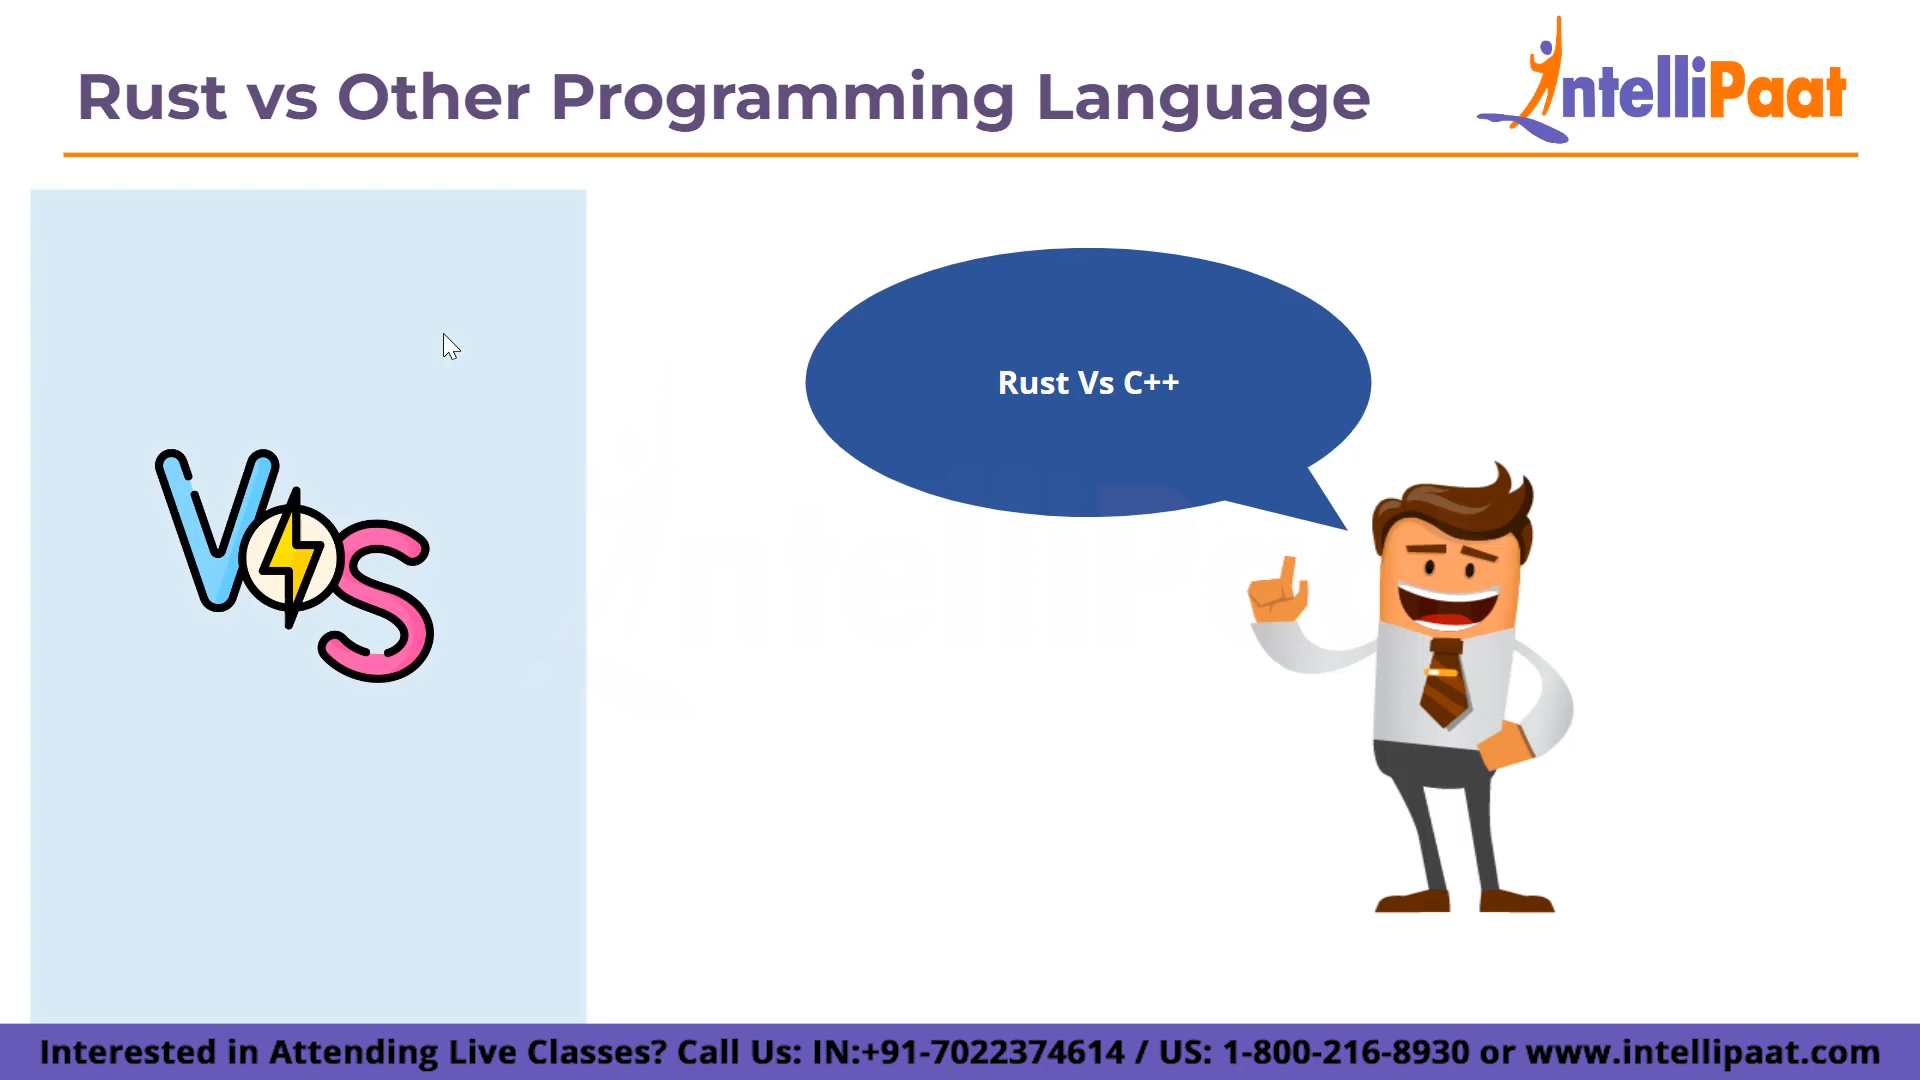 Rust vs Other Programming Language
IntelliPaat
Rust Vs C++
VS
Interested in Attending Live Classes? Call Us: IN:+91-7022374614 / US: 1-800-216-8930 or www.intellipaat.com